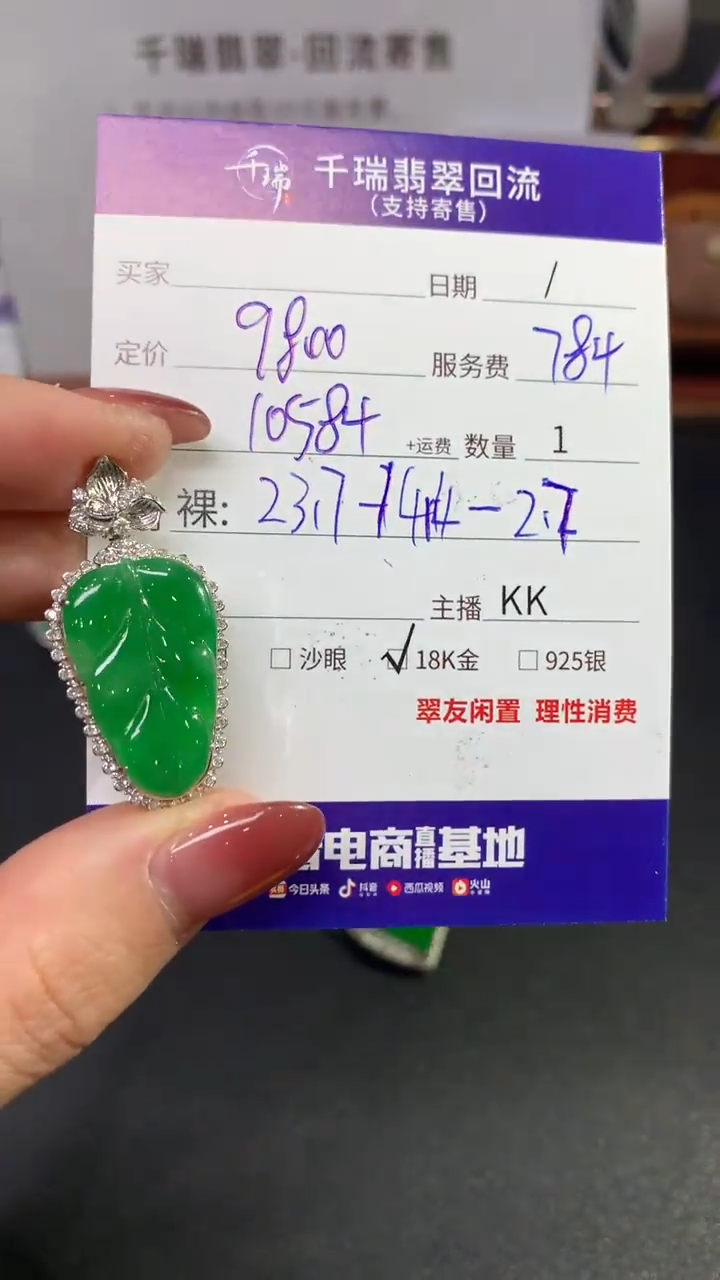 千瑞翡翠·回流寄售
千瑞 千瑞翡翠回流
(支持寄售)
买家 日期 /
定价 9800 服务费 784
10584 +运费 数量 1
裸: 23.7-14.4-2.7
主播 KK
沙眼 18K金 925银
翠友闲置 理性消费
电商直播基地
今日头条 抖音 西瓜视频 火山